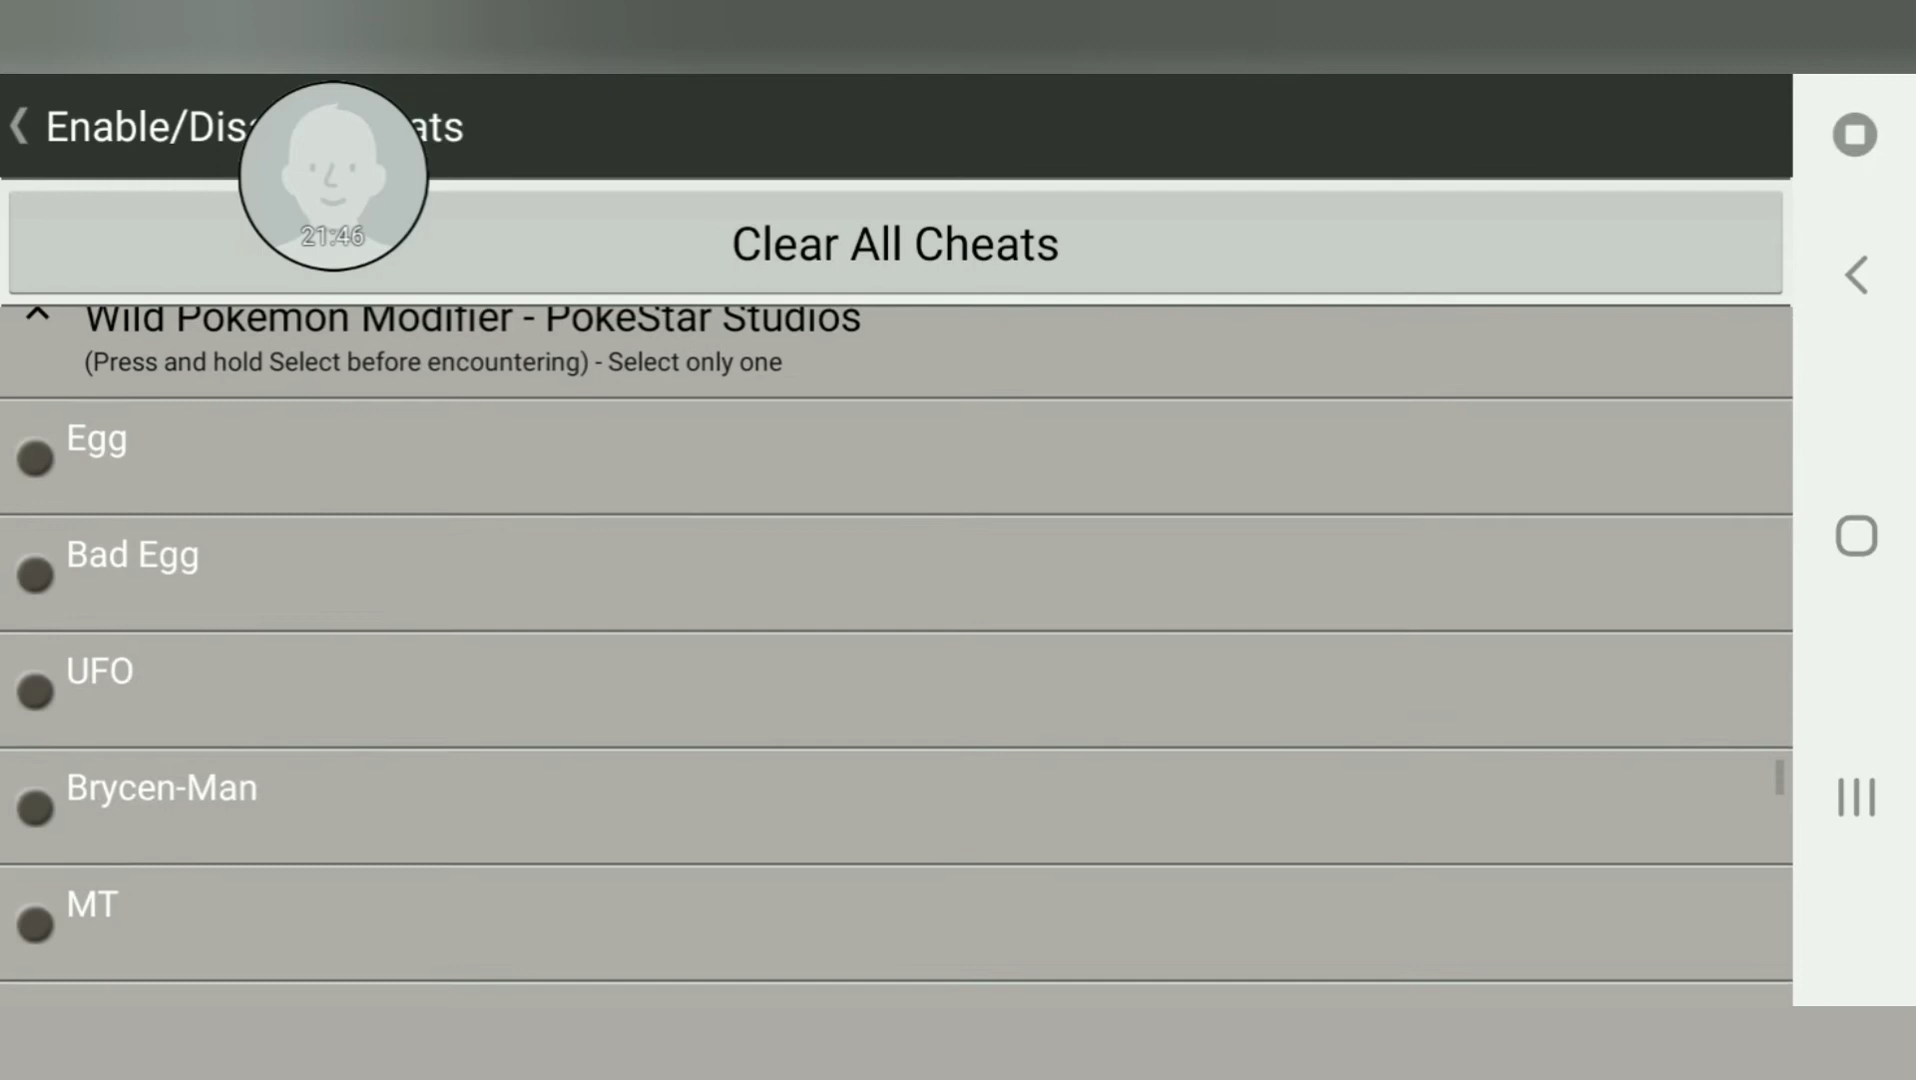 Enable/Dis ats
21:46
Clear All Cheats
Wild Pokemon Modifier - PokeStar Studios
(Press and hold Select before encountering) - Select only one
Egg
Bad Egg
UFO
Brycen-Man
MT